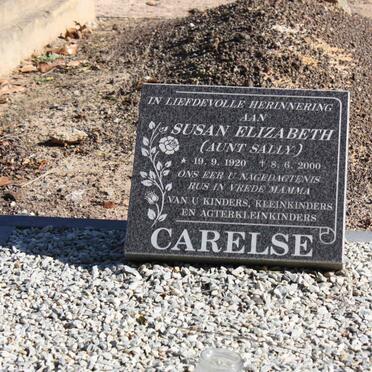 IN LIEFDEVOLLE HERINNERING
AAN
SUSAN ELIZABETH
(AUNT SALLY)
* 19. 9. 1920 + 8. 6. 2000
ONS EER U NAGEDAGTENIS
RUS IN VREDE MAMMA
VAN U KINDERS, KLEINKINDERS
EN AGTERKLEINKINDERS
CARELSE